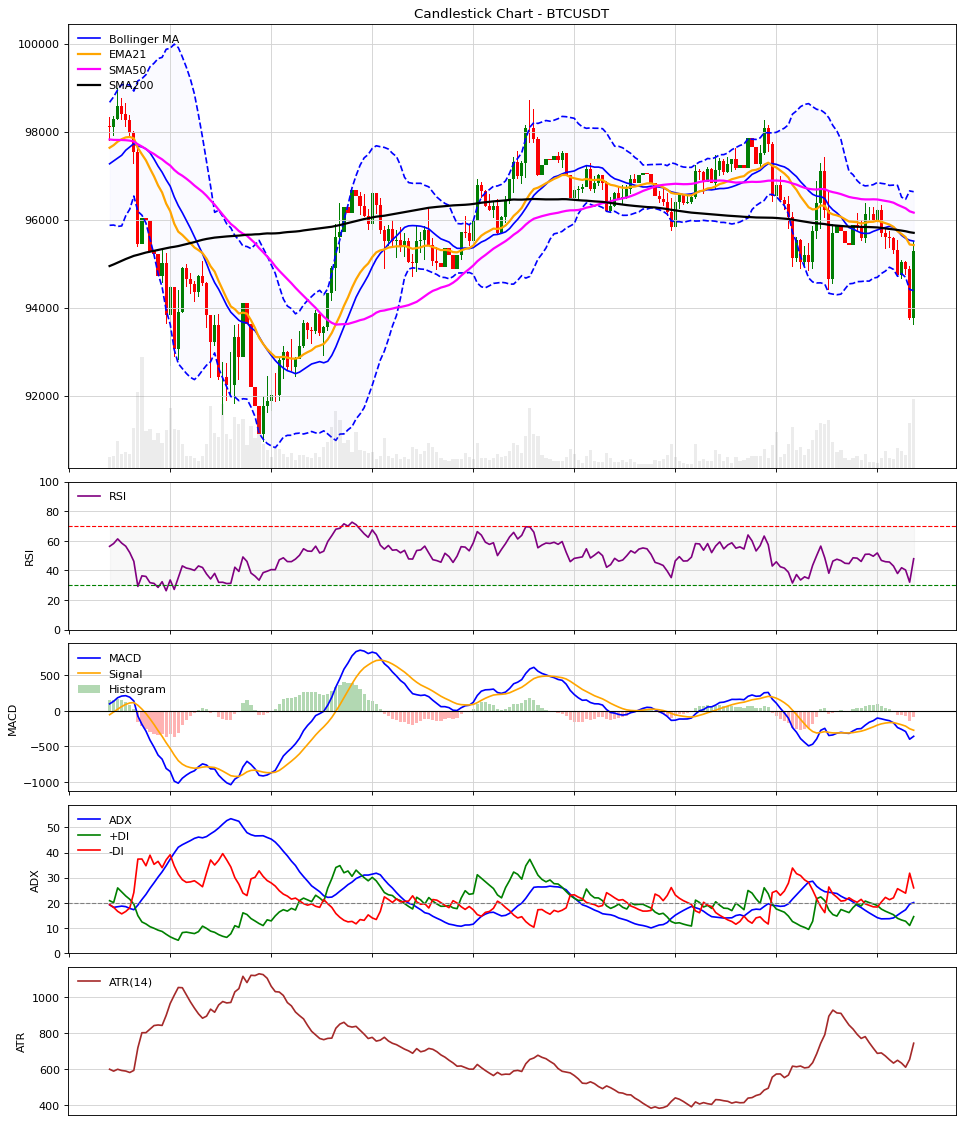 Candlestick Chart - BTCUSDT
100000
98000
96000
94000
92000
Bollinger MA
EMA21
SMA50
SMA200
100
80
60
40
20
0
RSI
RSI
500
0
−500
−1000
MACD
MACD
Signal
Histogram
50
40
30
20
10
0
ADX
ADX
+DI
-DI
1000
800
600
400
ATR
ATR(14)